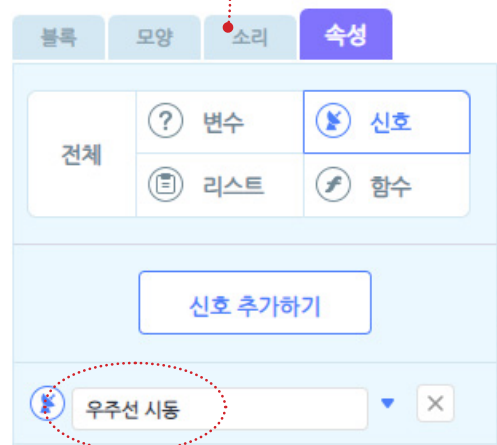 블록 모양 소리 속성
전체
? 변수 신호
리스트 f 함수
신호 추가하기
우주선 시동